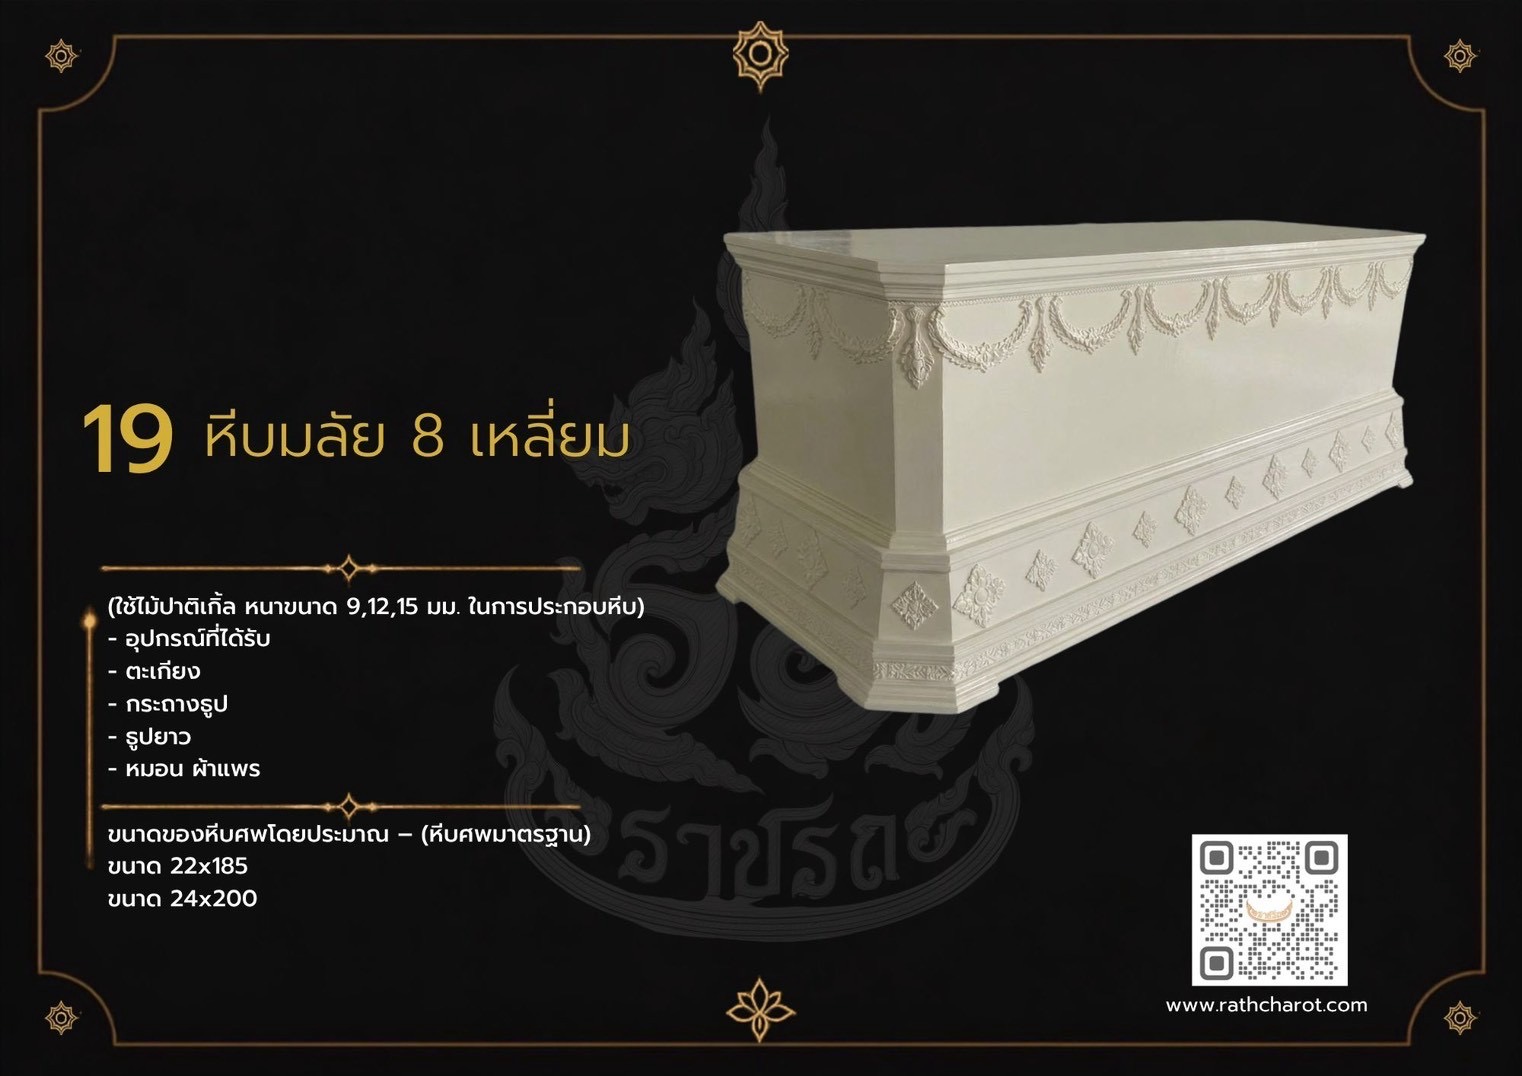 19 หีบมลัย 8 เหลี่ยม
(ใช้ไม้ปาติเกิ้ล หนาขนาด 9,12,15 มม. ในการประกอบหีบ)
- อุปกรณ์ที่ได้รับ
- ตะเกียง
- กระถางธูป
- ธูปยาว
- หมอน ผ้าแพร
ขนาดของหีบศพโดยประมาณ – (หีบศพมาตรฐาน)
ขนาด 22x185
ขนาด 24x200
ราชรถ
www.rathcharot.com